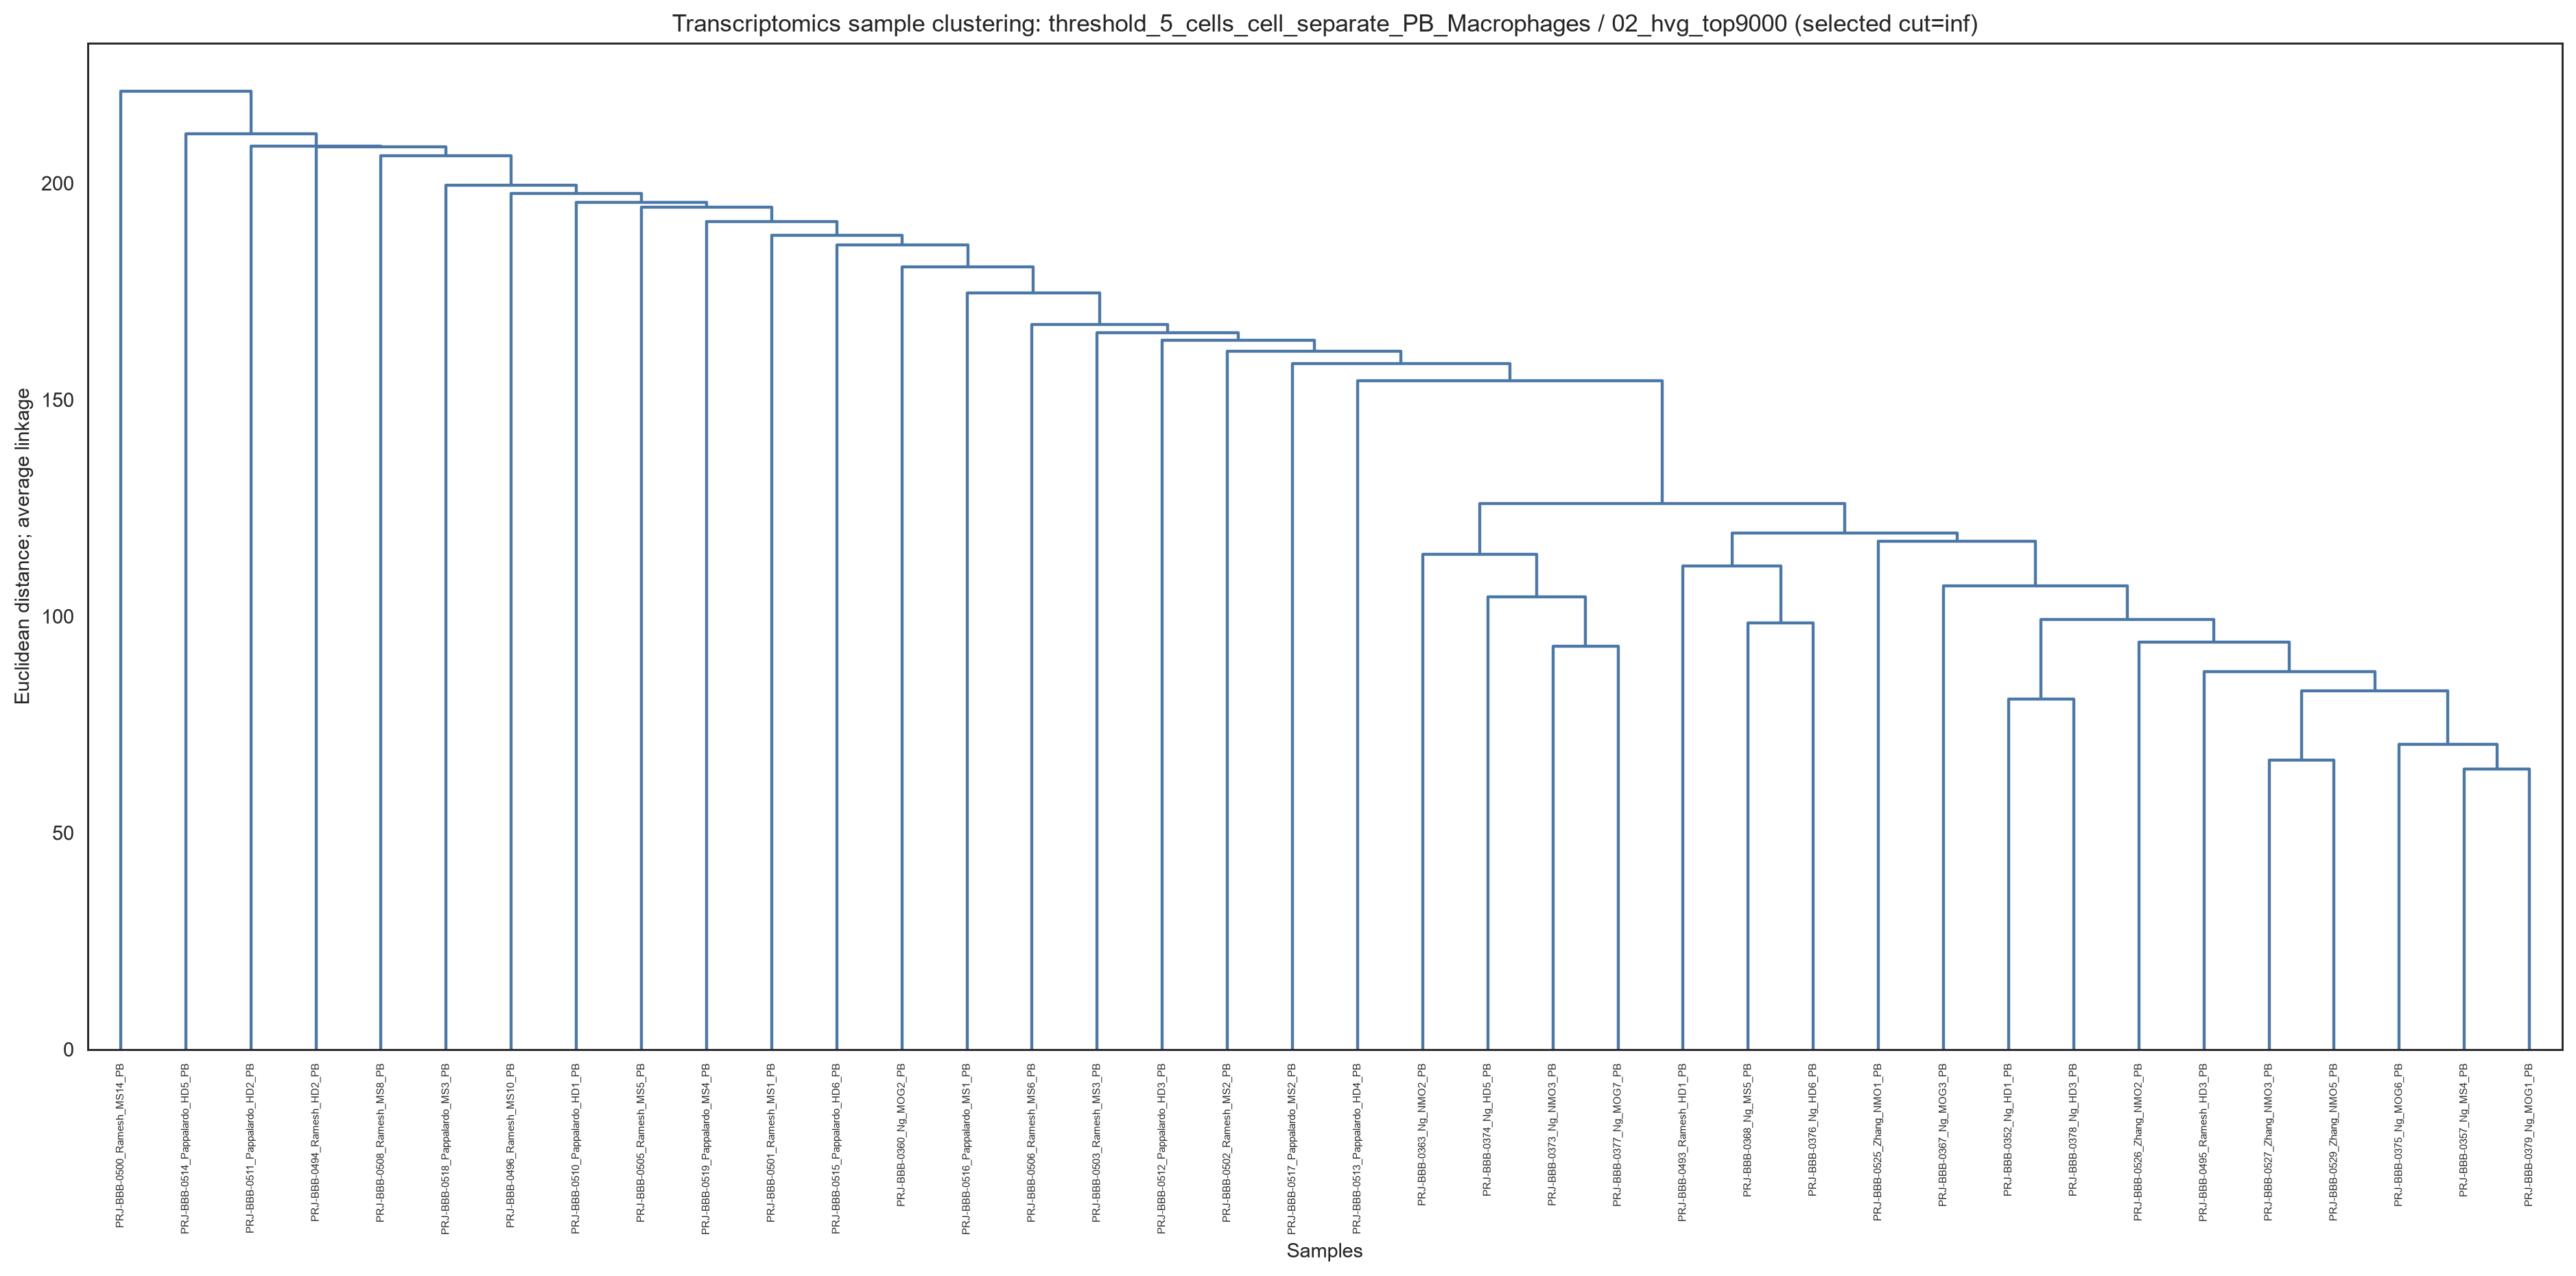 Transcriptomics sample clustering: threshold_5_cells_cell_separate_PB_Macrophages / 02_hvg_top9000 (selected cut=inf)
Euclidean distance; average linkage
200
150
100
50
0
PRJ-BBB-0500_Ramesh_MS14_PB
PRJ-BBB-0514_Pappalardo_HD5_PB
PRJ-BBB-0511_Pappalardo_HD2_PB
PRJ-BBB-0494_Ramesh_HD2_PB
PRJ-BBB-0508_Ramesh_MS8_PB
PRJ-BBB-0518_Pappalardo_MS3_PB
PRJ-BBB-0496_Ramesh_MS10_PB
PRJ-BBB-0510_Pappalardo_HD1_PB
PRJ-BBB-0505_Ramesh_MS5_PB
PRJ-BBB-0519_Pappalardo_MS4_PB
PRJ-BBB-0501_Ramesh_MS1_PB
PRJ-BBB-0515_Pappalardo_HD6_PB
PRJ-BBB-0360_Ng_MOG2_PB
PRJ-BBB-0516_Pappalardo_MS1_PB
PRJ-BBB-0506_Ramesh_MS6_PB
PRJ-BBB-0503_Ramesh_MS3_PB
PRJ-BBB-0512_Pappalardo_HD3_PB
PRJ-BBB-0502_Ramesh_MS2_PB
PRJ-BBB-0517_Pappalardo_MS2_PB
PRJ-BBB-0513_Pappalardo_HD4_PB
PRJ-BBB-0363_Ng_NMO2_PB
PRJ-BBB-0374_Ng_HD5_PB
PRJ-BBB-0373_Ng_NMO3_PB
PRJ-BBB-0377_Ng_MOG7_PB
PRJ-BBB-0493_Ramesh_HD1_PB
PRJ-BBB-0368_Ng_MS5_PB
PRJ-BBB-0376_Ng_HD6_PB
PRJ-BBB-0525_Zhang_NMO1_PB
PRJ-BBB-0367_Ng_MOG3_PB
PRJ-BBB-0352_Ng_HD1_PB
PRJ-BBB-0378_Ng_HD3_PB
PRJ-BBB-0526_Zhang_NMO2_PB
PRJ-BBB-0495_Ramesh_HD3_PB
PRJ-BBB-0527_Zhang_NMO3_PB
PRJ-BBB-0529_Zhang_NMO5_PB
PRJ-BBB-0375_Ng_MOG6_PB
PRJ-BBB-0357_Ng_MS4_PB
PRJ-BBB-0379_Ng_MOG1_PB
Samples